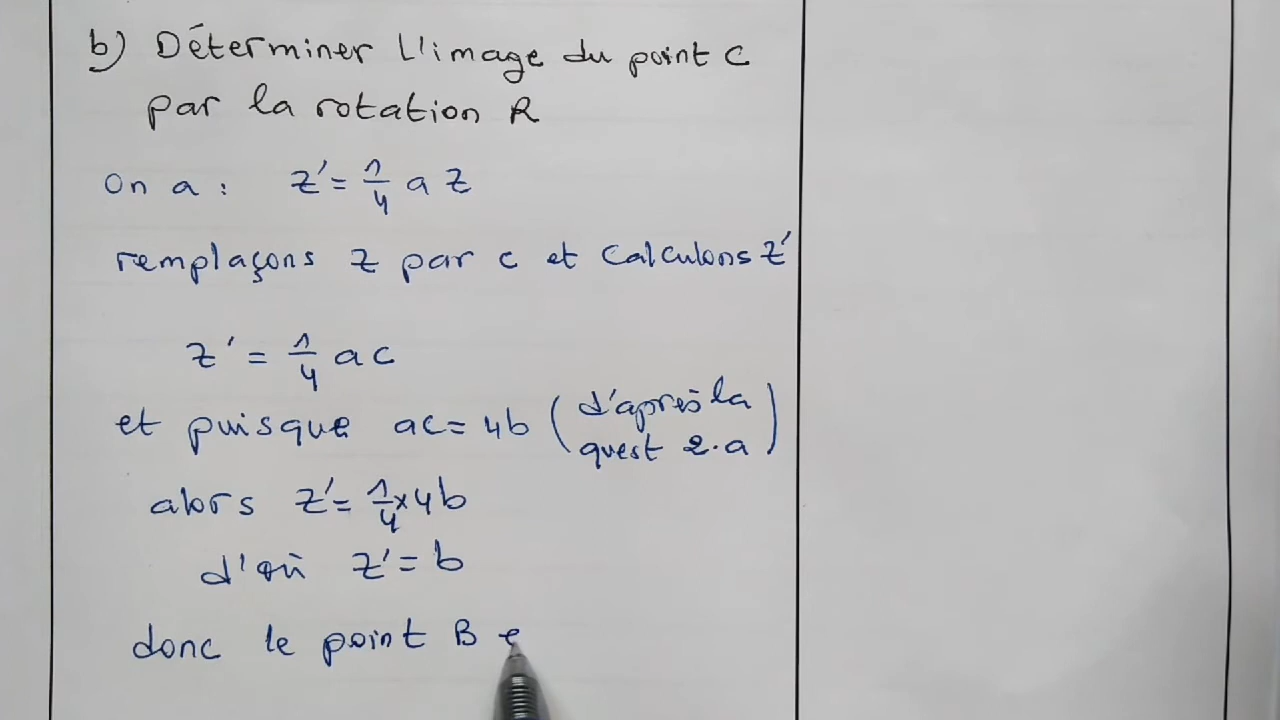 b) Déterminer L'image du point C
par la rotation R
On a : z' = 1/4 a z
remplaçons z par c et Calculons z'
z' = 1/4 a c
et puisque ac = 4b (d'après la
quest 2.a)
alors z' = 1/4 × 4b
d'où z' = b
donc le point B e